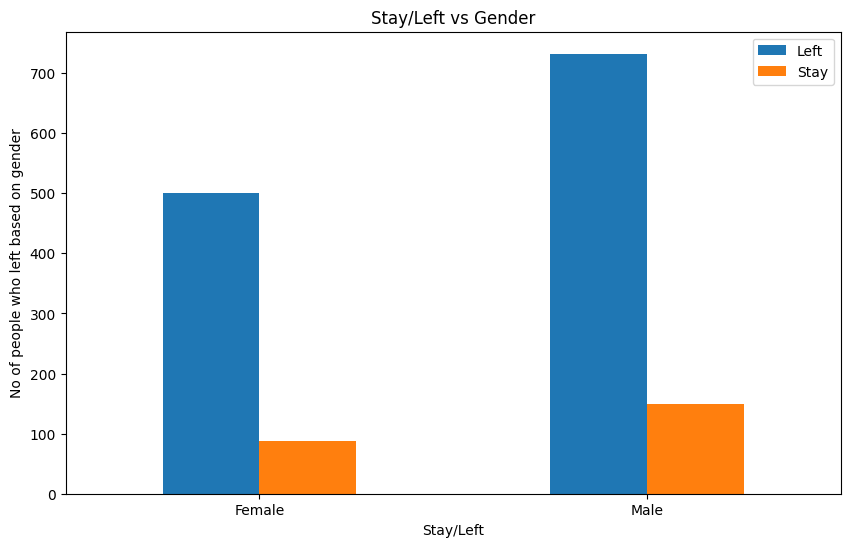 Stay/Left vs Gender
Left
Stay
No of people who left based on gender
700
600
500
400
300
200
100
0
Female Male
Stay/Left